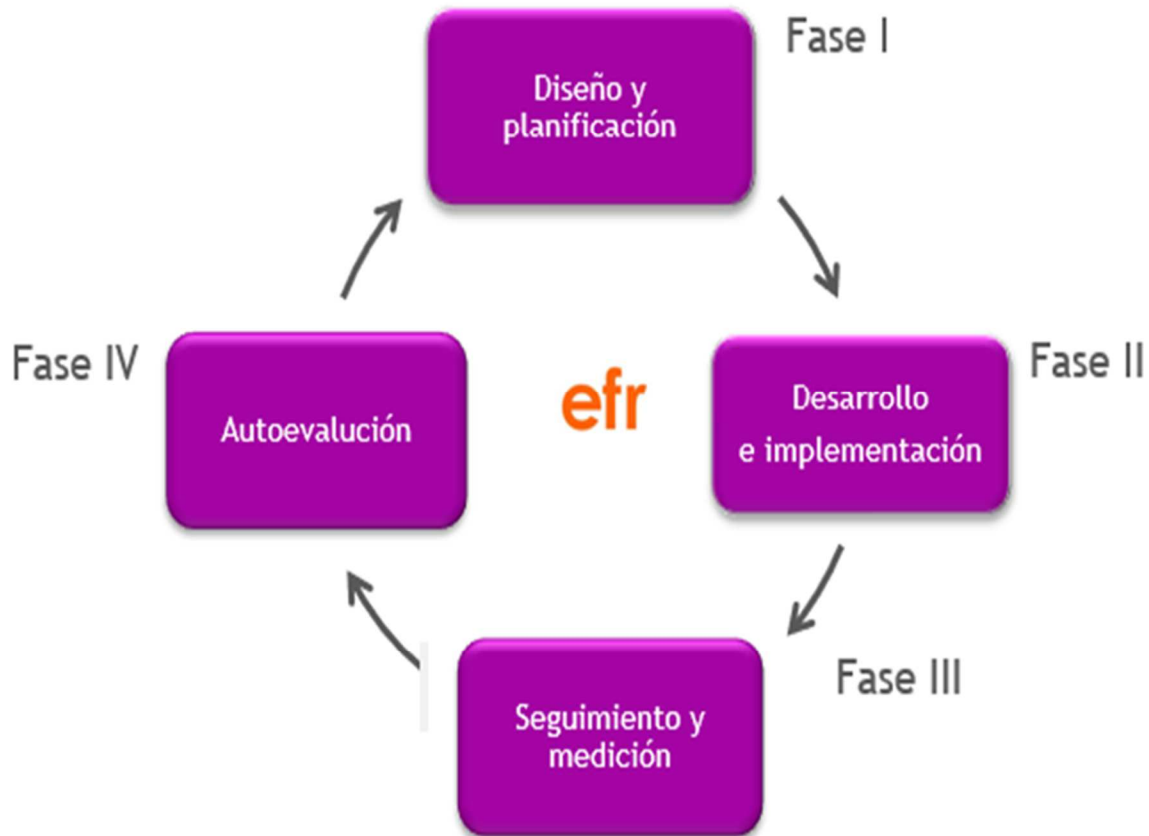 Fase I
Diseño y
planificación
Fase II
Desarrollo
e implementación
Fase III
Seguimiento y
medición
Fase IV
Autoevalución
efr